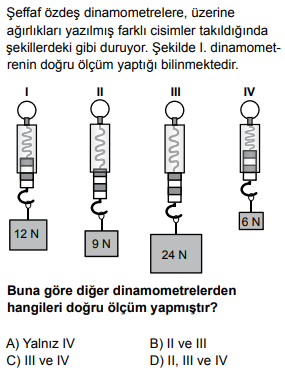 Şeffaf özdeş dinamometrelere, üzerine
ağırlıkları yazılmış farklı cisimler takıldığında
şekillerdeki gibi duruyor. Şekilde I. dinamomet-
renin doğru ölçüm yaptığı bilinmektedir.
I II III IV
12 N
9 N
24 N
6 N
Buna göre diğer dinamometrelerden
hangileri doğru ölçüm yapmıştır?
A) Yalnız IV B) II ve III
C) III ve IV D) II, III ve IV